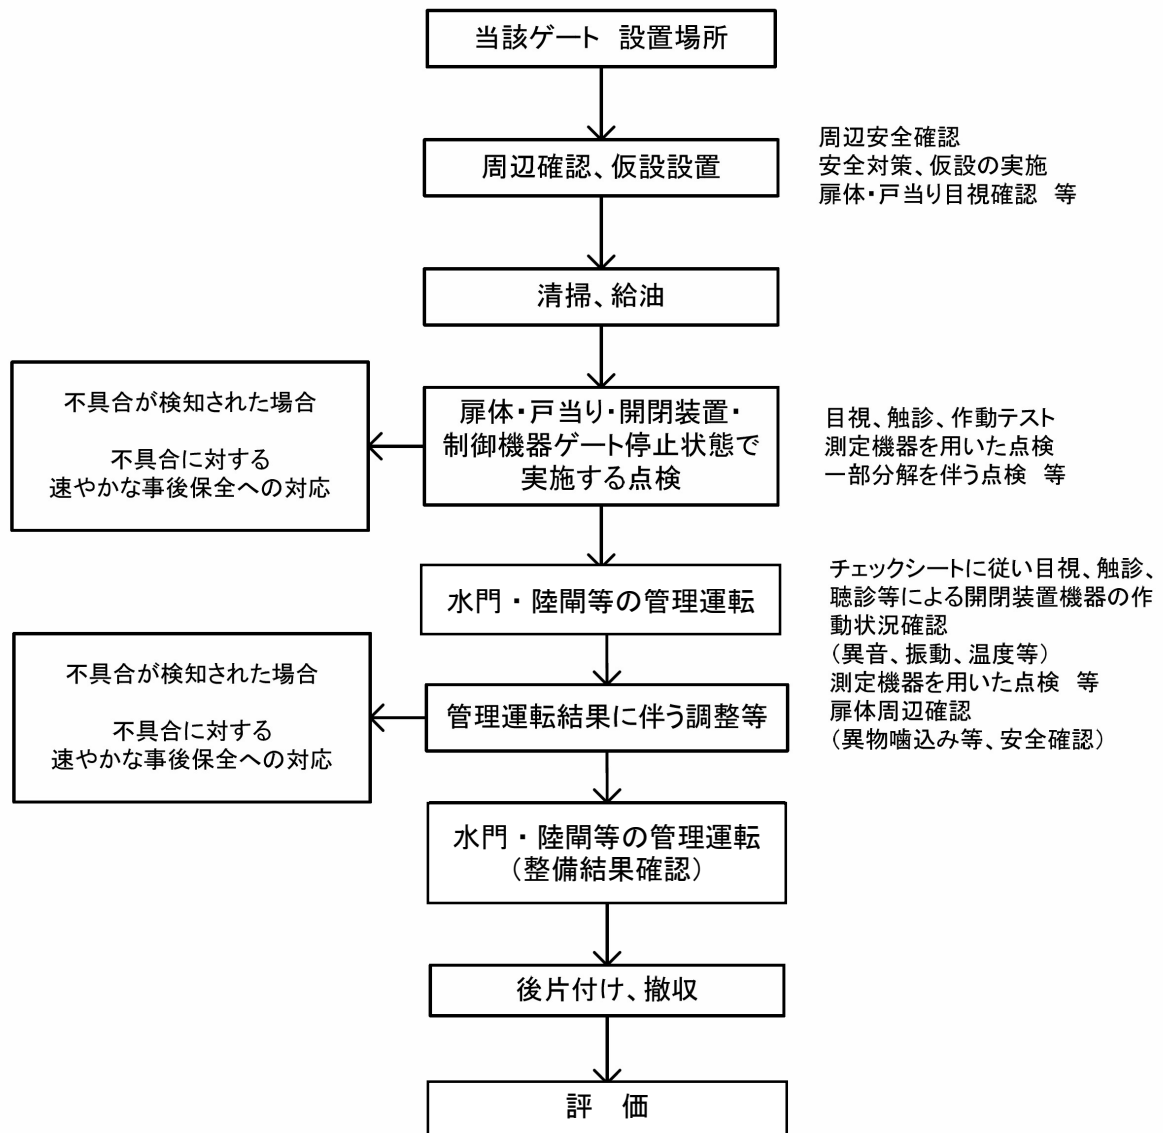 当該ゲート 設置場所
周辺確認、仮設設置
周辺安全確認
安全対策、仮設の実施
扉体・戸当り目視確認 等
清掃、給油
扉体・戸当り・開閉装置・
制御機器ゲート停止状態で
実施する点検
目視、触診、作動テスト
測定機器を用いた点検
一部分解を伴う点検 等
不具合が検知された場合
不具合に対する
速やかな事後保全への対応
水門・陸閘等の管理運転
チェックシートに従い目視、触診、
聴診等による開閉装置機器の作
動状況確認
(異音、振動、温度等)
測定機器を用いた点検 等
扉体周辺確認
(異物噛込み等、安全確認)
管理運転結果に伴う調整等
不具合が検知された場合
不具合に対する
速やかな事後保全への対応
水門・陸閘等の管理運転
(整備結果確認)
後片付け、撤収
評 価